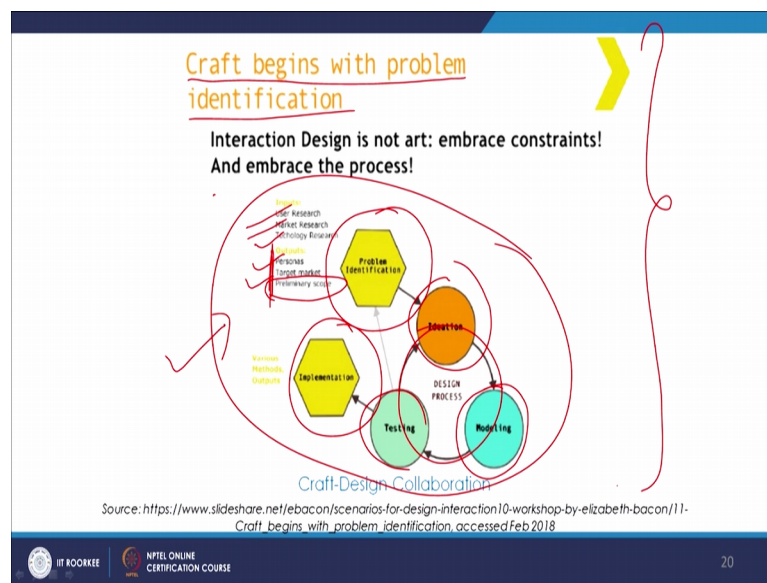 Craft begins with problem
identification
Interaction Design is not art: embrace constraints!
And embrace the process!
Inputs:
User Research
Market Research
Techology Research
Outputs:
Personas
Target market
Preliminary scope
Problem
Identification
Ideation
Implementation
Various
Methods
Outputs
DESIGN
PROCESS
Testing
Modeling
Craft-Design Collaboration
Source: https://www.slideshare.net/ebacon/scenarios-for-design-interaction10-workshop-by-elizabeth-bacon/11-
Craft_begins_with_problem_identification, accessed Feb 2018
IIT ROORKEE
NPTEL ONLINE
CERTIFICATION COURSE
20